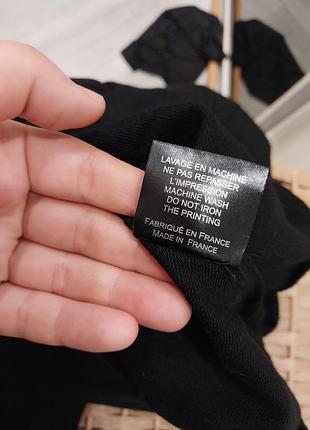 LAVAGE EN MACHINE
NE PAS REPASSER
L'IMPRESSION
MACHINE WASH
DO NOT IRON
THE PRINTING
FABRIQUÉ EN FRANCE
MADE IN FRANCE